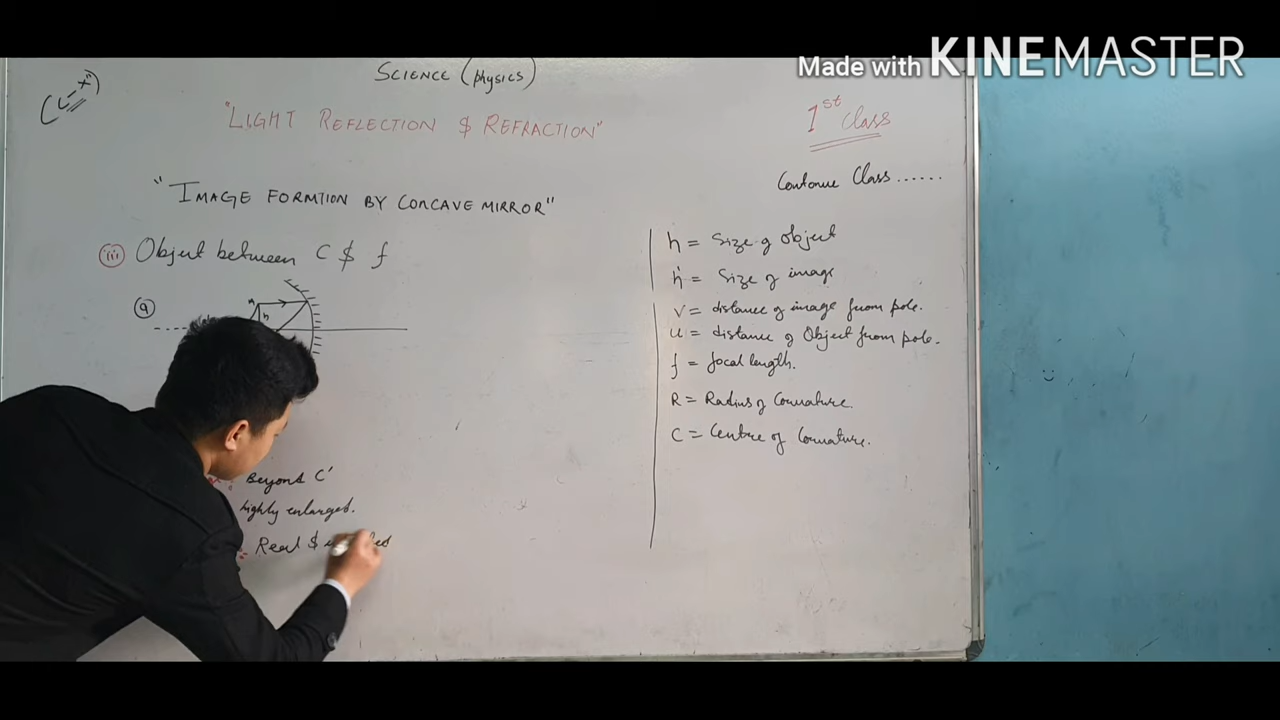 Made with KINEMASTER
SCIENCE (physics)
(CL-X")
1st class
"LIGHT REFLECTION $ REFRACTION"
Contonue Class......
"IMAGE FORMTION BY CONCAVE MIRROR"
iii Object between C $ f
a
h
h = Size of object
h' = Size of image
v = distance of image from pole.
u = distance of Object from pole.
f = focal length.
R = Radius of Curvature.
C = Centre of Curvature.
Beyond C'
highly enlarged.
Real $